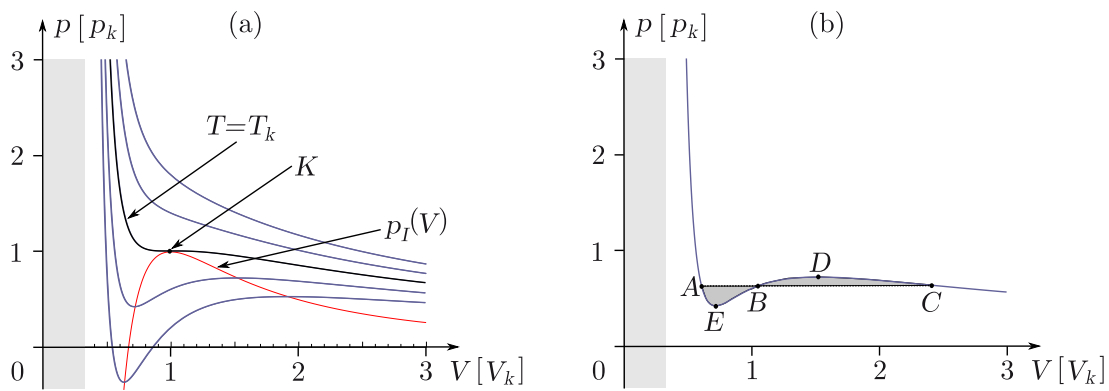 p [p_k] (a)
3
T=T_k
2
K
p_I(V)
1
0 1 2 3 V [V_k]
p [p_k] (b)
3
2
1
D
A B C
E
0 1 2 3 V [V_k]